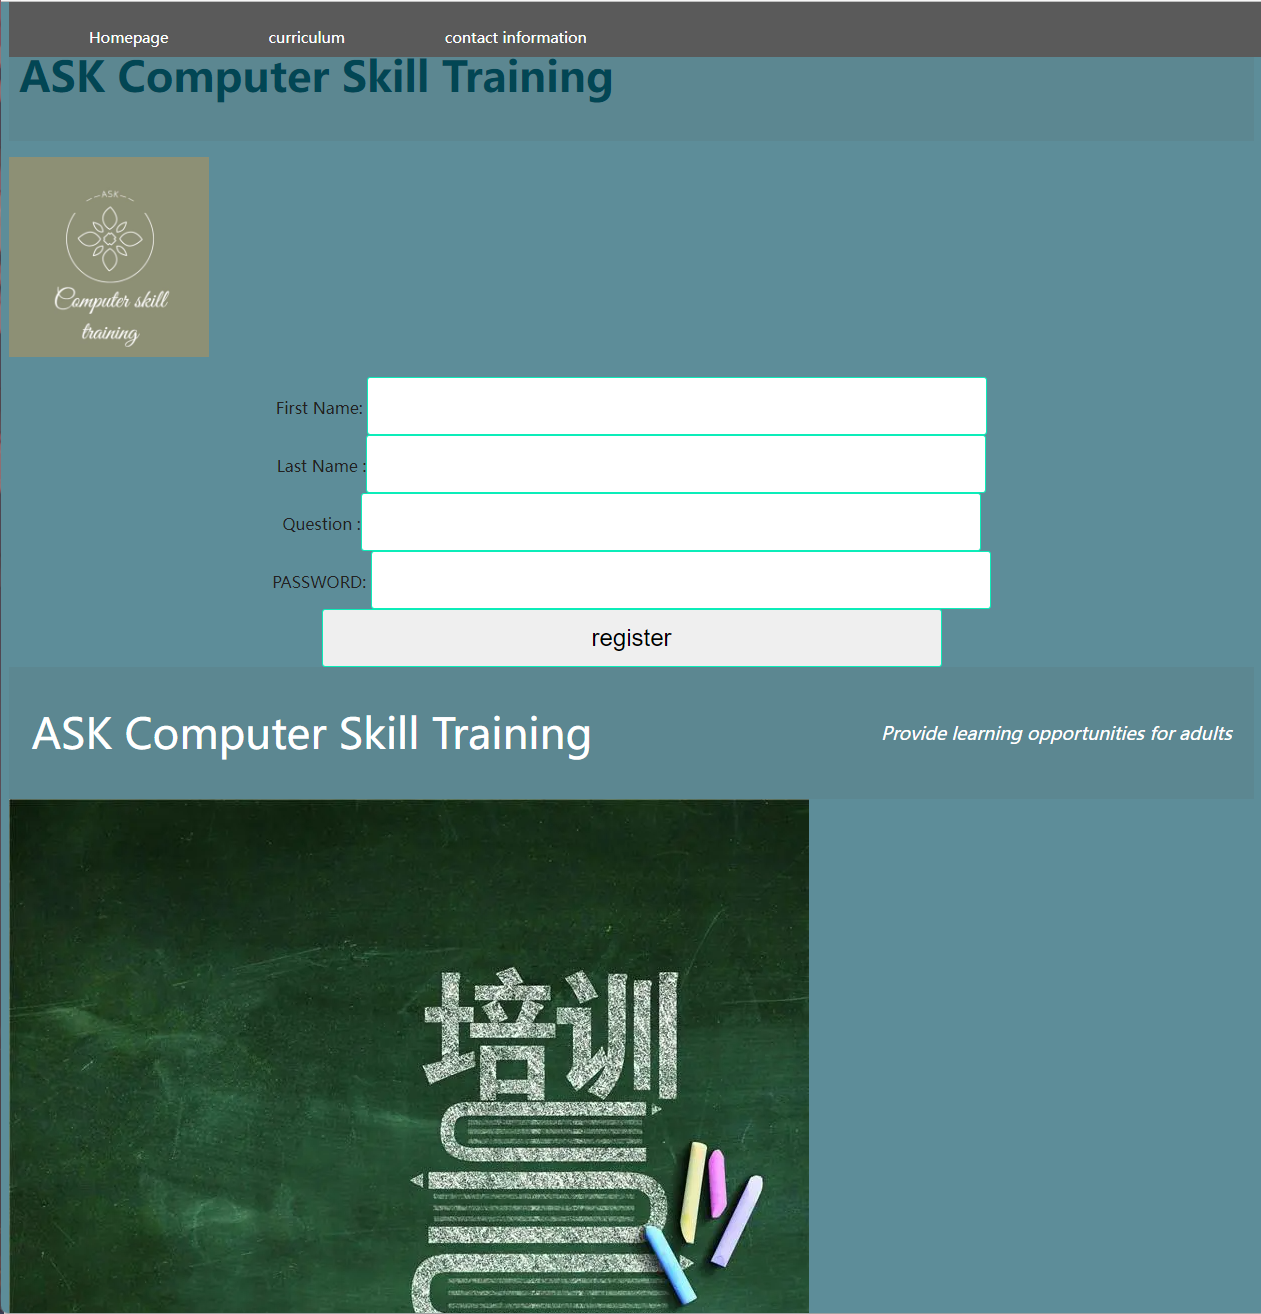 Homepage curriculum contact information
ASK Computer Skill Training
ASK
Computer skill
training
First Name:
Last Name :
Question :
PASSWORD:
register
ASK Computer Skill Training
Provide learning opportunities for adults
培训